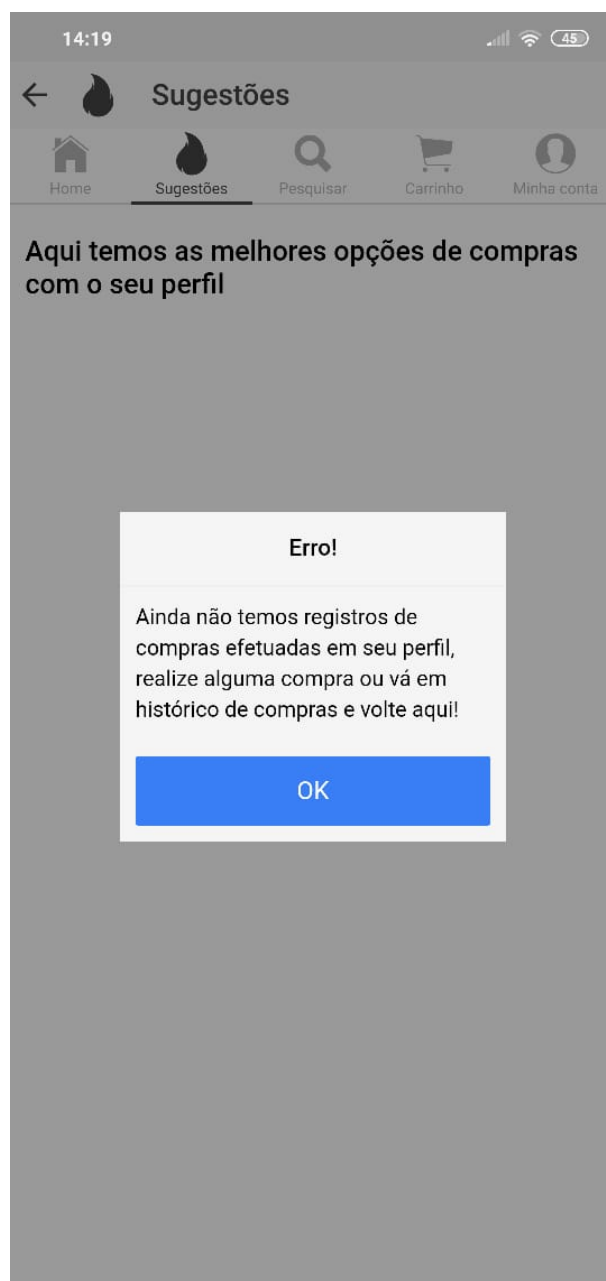 14:19
45
Sugestões
Home Sugestões Pesquisar Carrinho Minha conta
Aqui temos as melhores opções de compras
com o seu perfil
Erro!
Ainda não temos registros de
compras efetuadas em seu perfil,
realize alguma compra ou vá em
histórico de compras e volte aqui!
OK